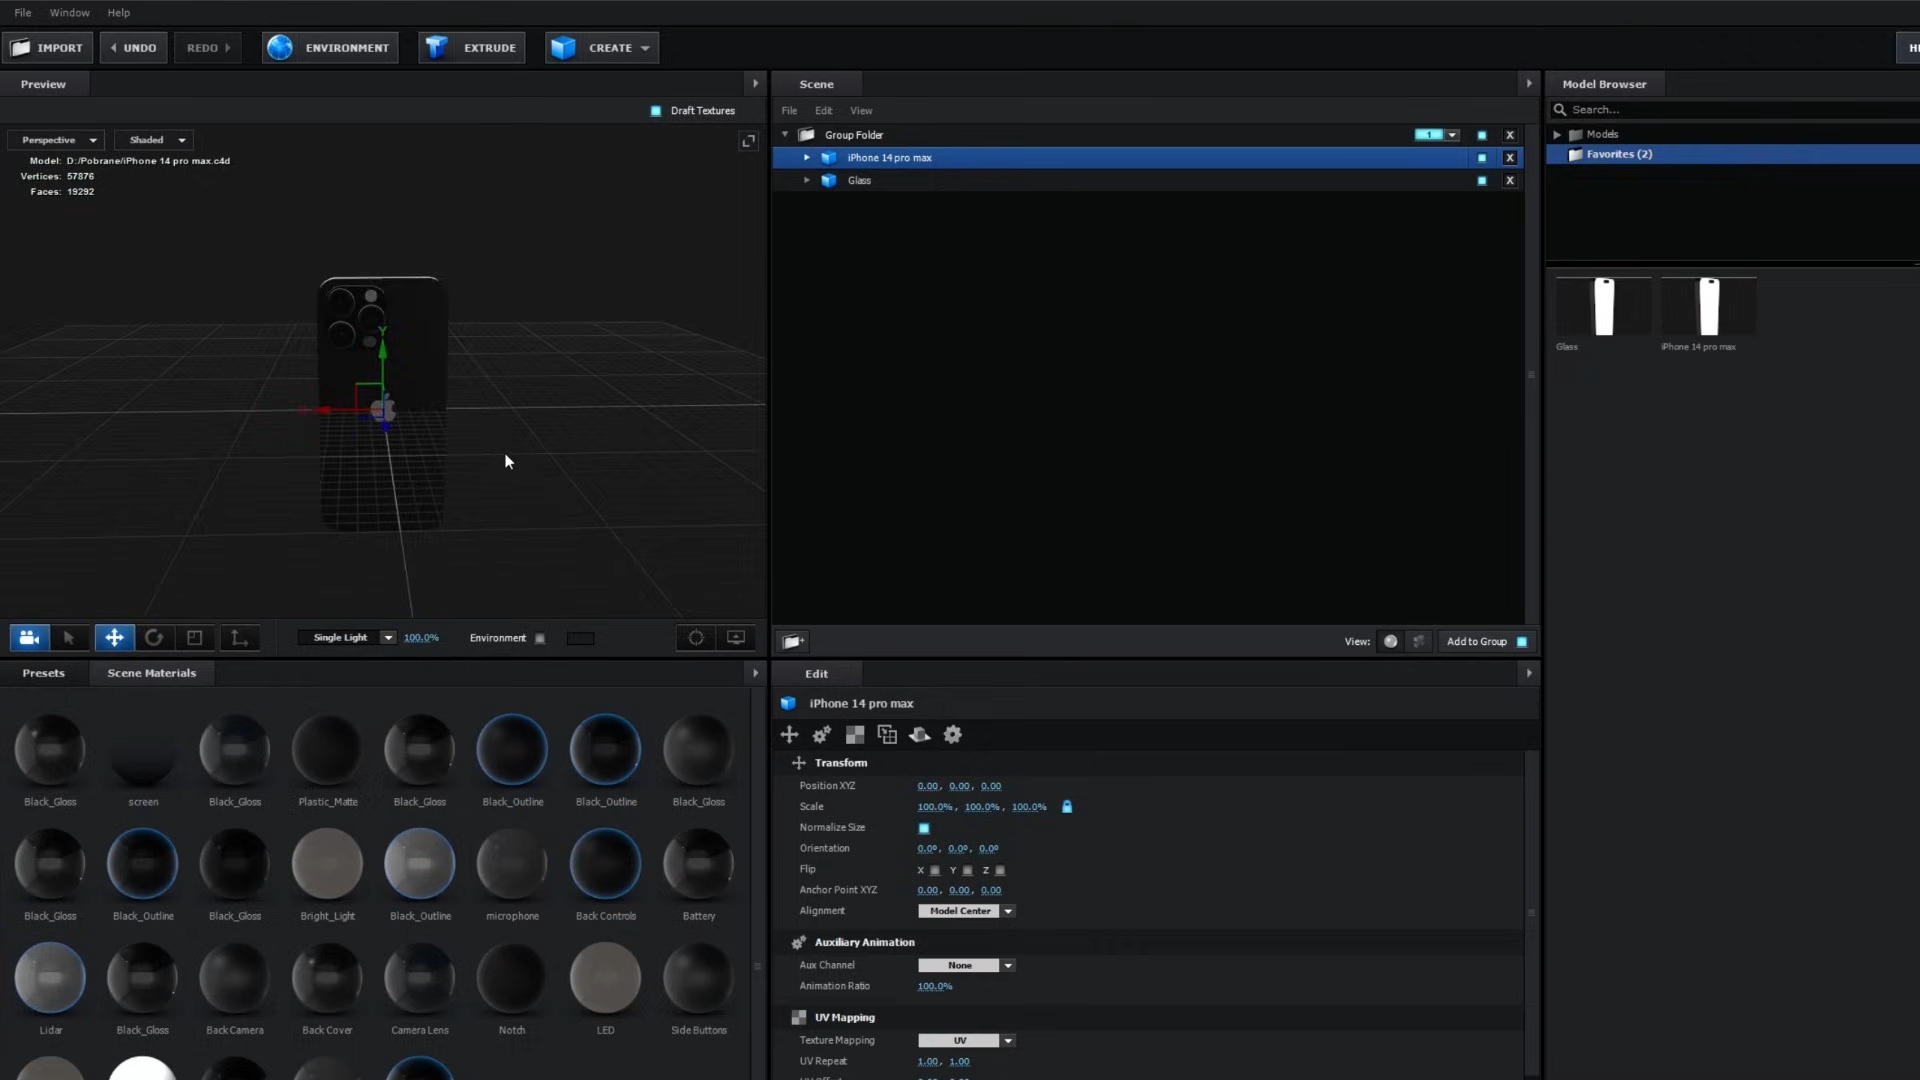 File Window Help
IMPORT UNDO REDO ENVIRONMENT EXTRUDE CREATE
Preview
Scene
Model Browser
Draft Textures
File Edit View
Search...
Perspective Shaded
Group Folder 1 X
Models
Model: D:/Pobrane/iPhone 14 pro max.c4d
iPhone 14 pro max X
Favorites (2)
Vertices: 57876
Glass X
Faces: 19292
Y
Glass iPhone 14 pro max
Single Light 100.0% Environment
View: Add to Group
Presets Scene Materials
Edit
iPhone 14 pro max
Transform
Position XYZ 0.00, 0.00, 0.00
Scale 100.0%, 100.0%, 100.0%
Normalize Size
Orientation 0.0º, 0.0º, 0.0º
Flip X Y Z
Anchor Point XYZ 0.00, 0.00, 0.00
Alignment Model Center
Auxiliary Animation
Aux Channel None
Animation Ratio 100.0%
UV Mapping
Texture Mapping UV
UV Repeat 1.00, 1.00
Black_Gloss screen Black_Gloss Plastic_Matte Black_Gloss Black_Outline Black_Outline Black_Gloss
Black_Gloss Black_Outline Black_Gloss Bright_Light Black_Outline microphone Back Controls Battery
Lidar Black_Gloss Back Camera Back Cover Camera Lens Notch LED Side Buttons